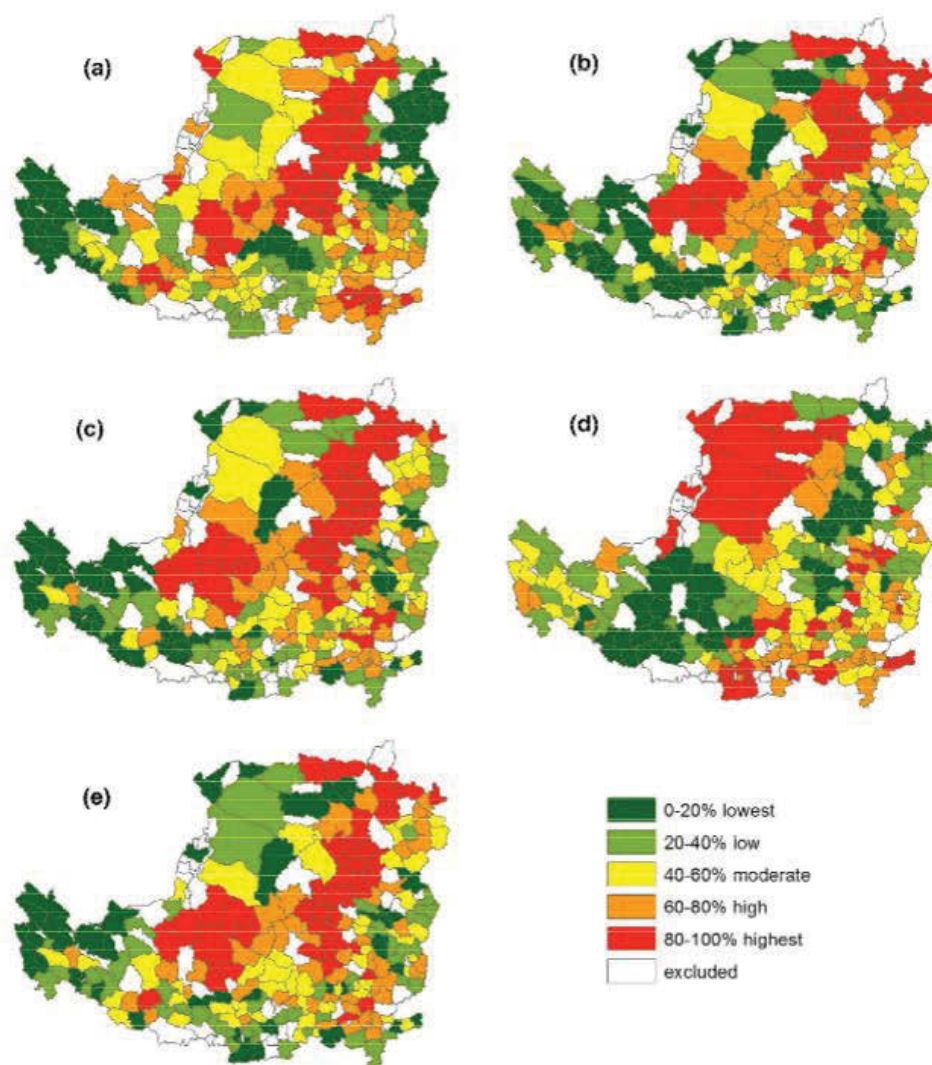 (a)
(b)
(c)
(d)
(e)
0-20% lowest
20-40% low
40-60% moderate
60-80% high
80-100% highest
excluded